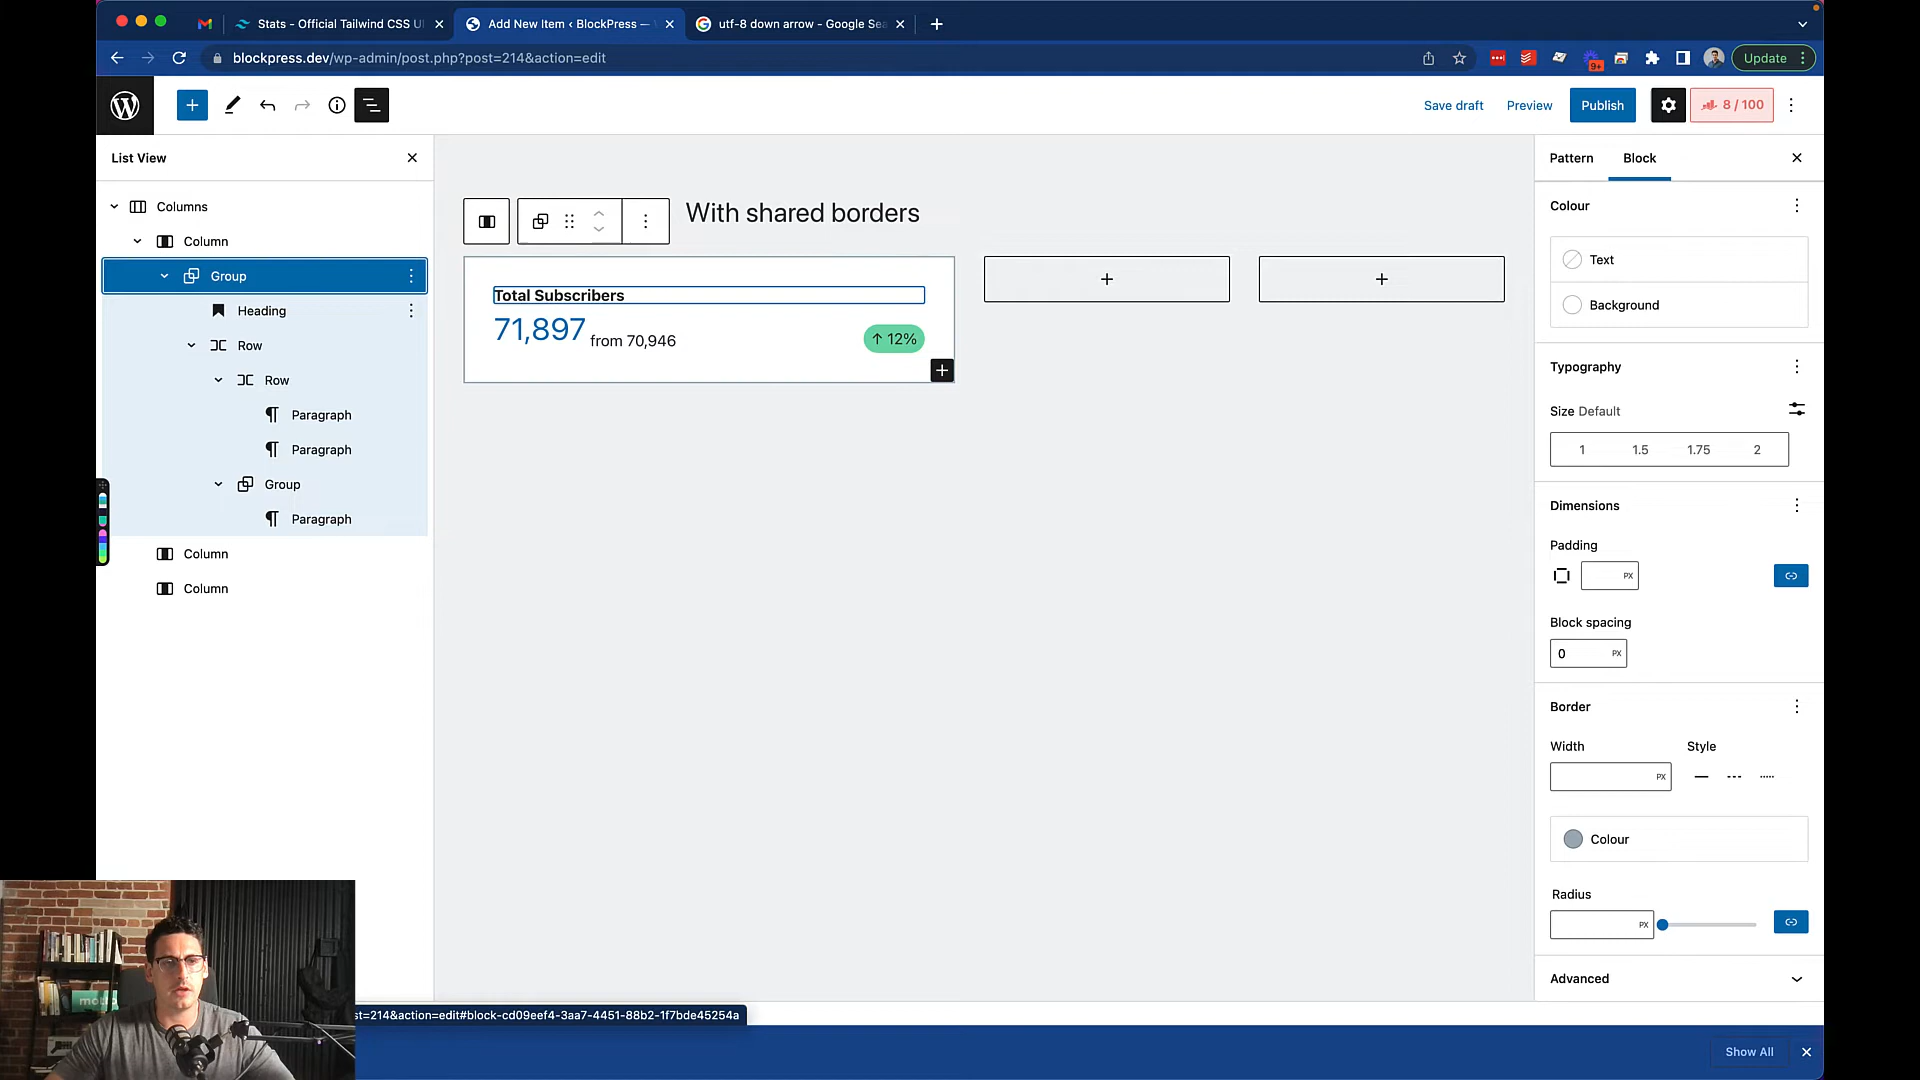 Stats - Official Tailwind CSS UI
Add New Item ‹ BlockPress —
utf-8 down arrow - Google Sea
blockpress.dev/wp-admin/post.php?post=214&action=edit
9+
Update
Save draft
Preview
Publish
8 / 100
List View
Columns
Column
Group
Heading
Row
Row
Paragraph
Paragraph
Group
Paragraph
Column
Column
With shared borders
Total Subscribers
71,897 from 70,946
↑ 12%
Pattern
Block
Colour
Text
Background
Typography
Size Default
1 1.5 1.75 2
Dimensions
Padding
PX
Block spacing
0 PX
Border
Width Style
PX
Colour
Radius
PX
Advanced
st=214&action=edit#block-cd09eef4-3aa7-4451-88b2-1f7bde45254a
Show All